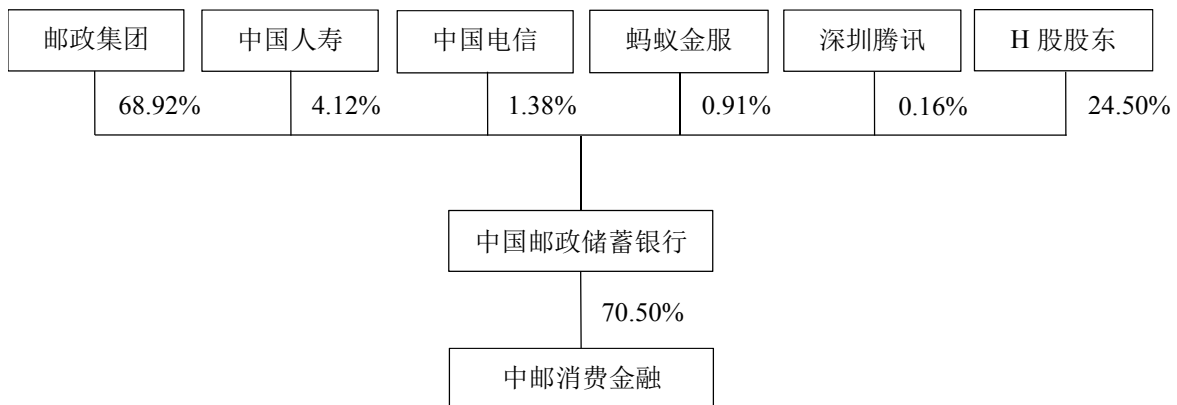 邮政集团
中国人寿
中国电信
蚂蚁金服
深圳腾讯
H 股股东
68.92%
4.12%
1.38%
0.91%
0.16%
24.50%
中国邮政储蓄银行
70.50%
中邮消费金融